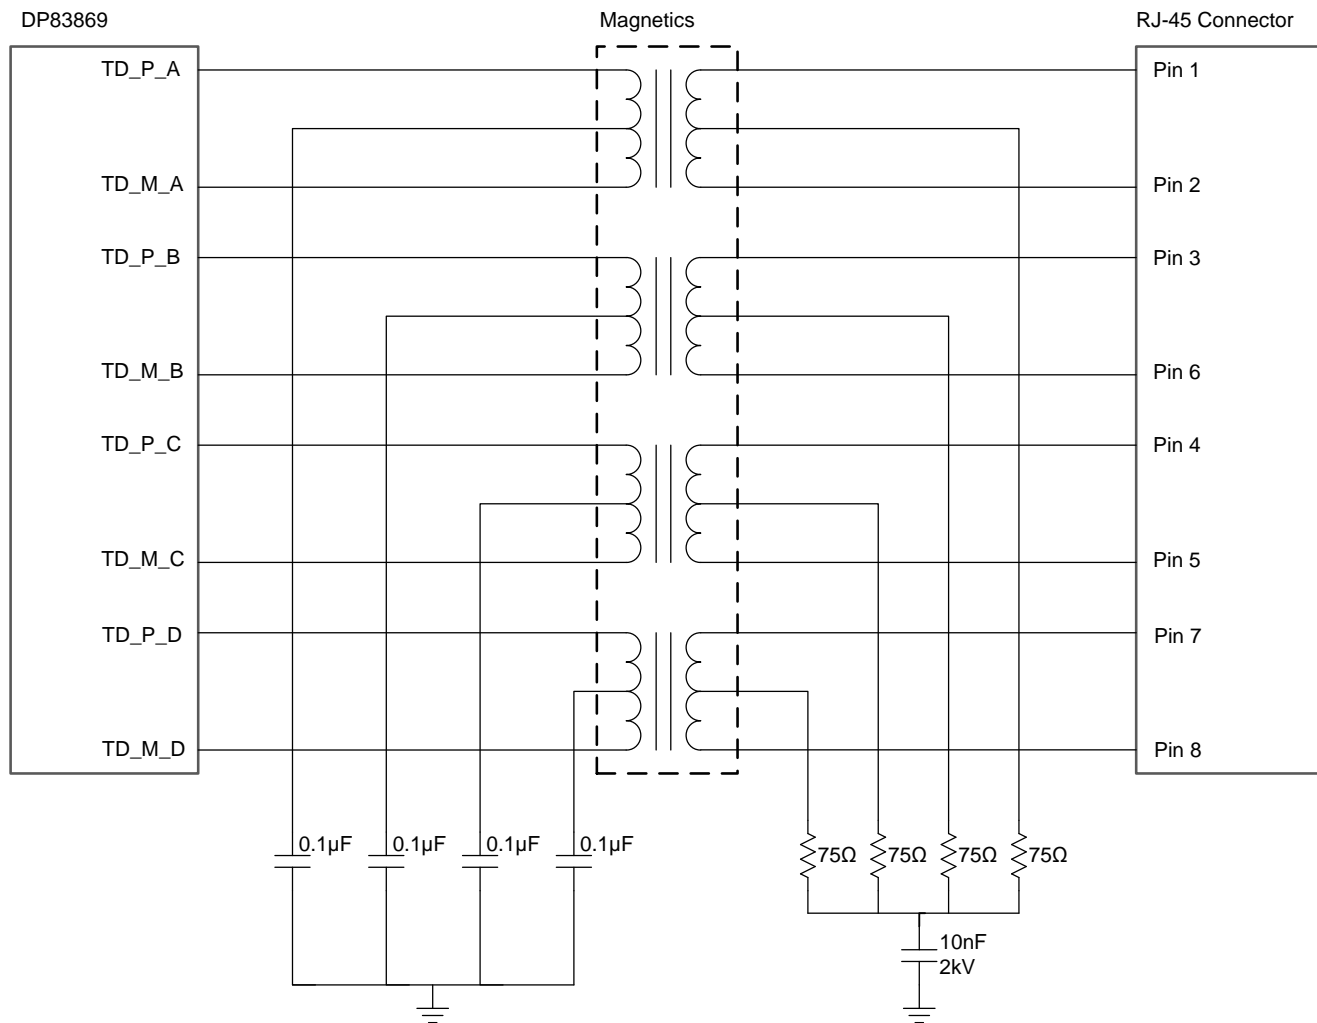 DP83869
Magnetics
RJ-45 Connector
TD_P_A
Pin 1
TD_M_A
Pin 2
TD_P_B
Pin 3
TD_M_B
Pin 6
TD_P_C
Pin 4
TD_M_C
Pin 5
TD_P_D
Pin 7
TD_M_D
Pin 8
0.1µF
0.1µF
0.1µF
0.1µF
75Ω
75Ω
75Ω
75Ω
10nF
2kV